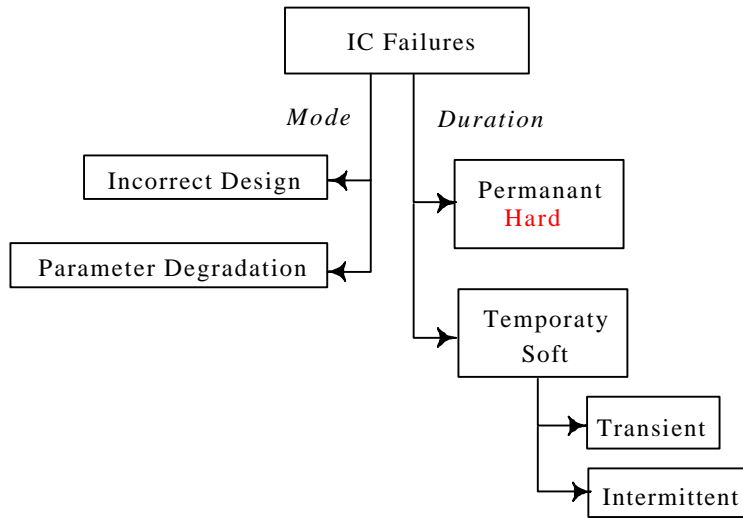 IC Failures
Mode
Duration
Incorrect Design
Permanant
Hard
Parameter Degradation
Temporaty
Soft
Transient
Intermittent